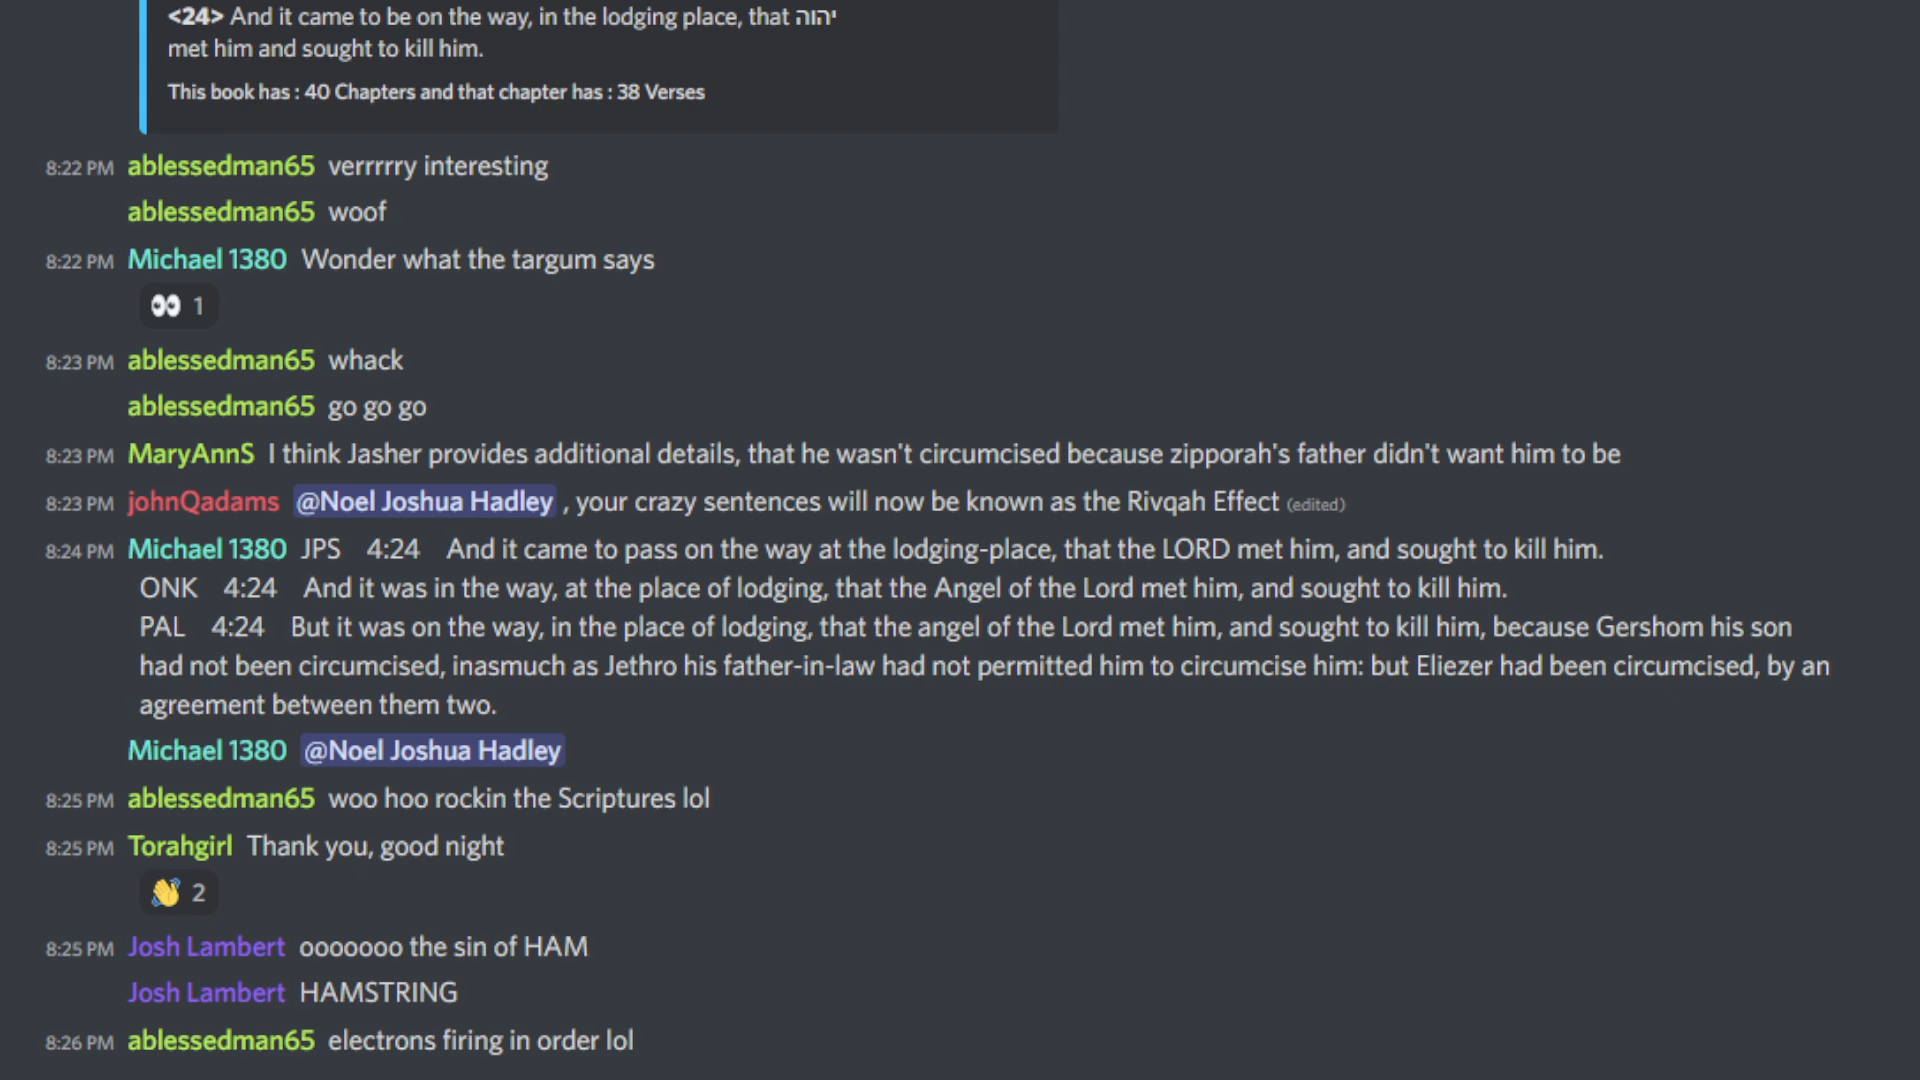 <24> And it came to be on the way, in the lodging place, that יהוה
met him and sought to kill him.
This book has : 40 Chapters and that chapter has : 38 Verses
8:22 PM ablessedman65 verrrrry interesting
ablessedman65 woof
8:22 PM Michael 1380 Wonder what the targum says
👀 1
8:23 PM ablessedman65 whack
ablessedman65 go go go
8:23 PM MaryAnnS I think Jasher provides additional details, that he wasn't circumcised because zipporah's father didn't want him to be
8:23 PM johnQadams @Noel Joshua Hadley , your crazy sentences will now be known as the Rivqah Effect (edited)
8:24 PM Michael 1380 JPS 4:24 And it came to pass on the way at the lodging-place, that the LORD met him, and sought to kill him.
ONK 4:24 And it was in the way, at the place of lodging, that the Angel of the Lord met him, and sought to kill him.
PAL 4:24 But it was on the way, in the place of lodging, that the angel of the Lord met him, and sought to kill him, because Gershom his son
had not been circumcised, inasmuch as Jethro his father-in-law had not permitted him to circumcise him: but Eliezer had been circumcised, by an
agreement between them two.
Michael 1380 @Noel Joshua Hadley
8:25 PM ablessedman65 woo hoo rockin the Scriptures lol
8:25 PM Torahgirl Thank you, good night
👋 2
8:25 PM Josh Lambert ooooooo the sin of HAM
Josh Lambert HAMSTRING
8:26 PM ablessedman65 electrons firing in order lol